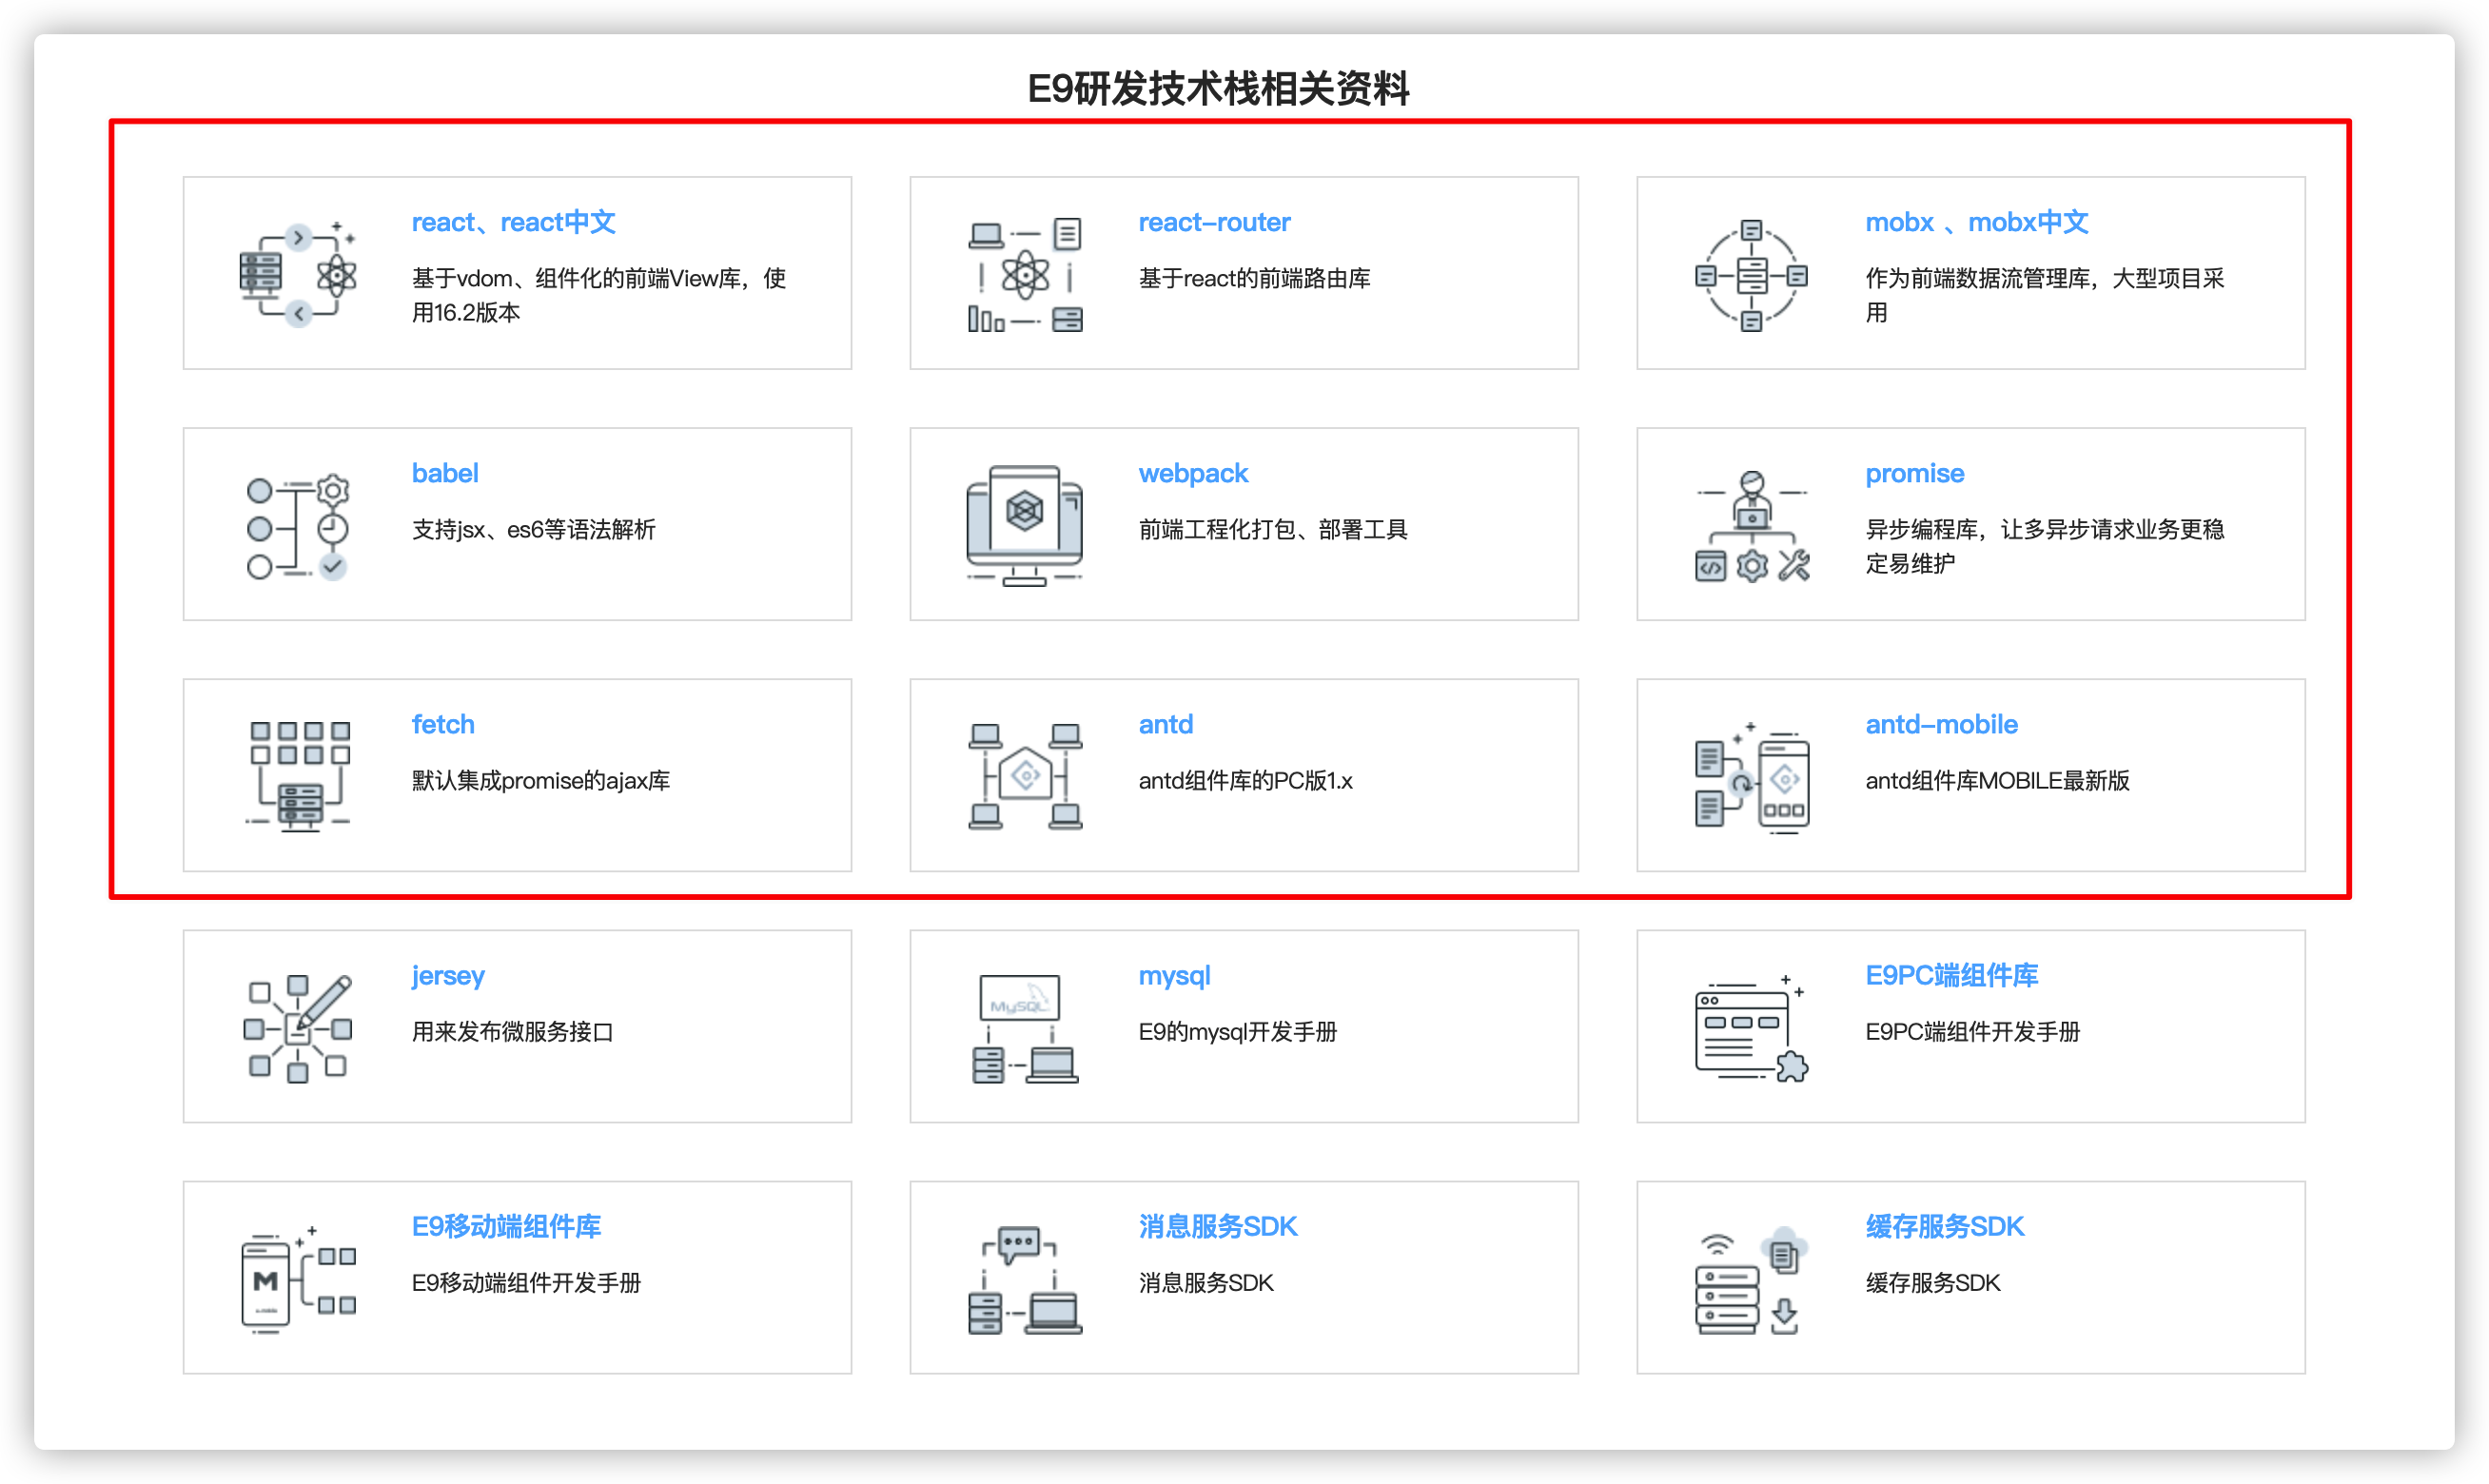 E9研发技术栈相关资料
react、react中文
基于vdom、组件化的前端View库，使
用16.2版本
react-router
基于react的前端路由库
mobx 、mobx中文
作为前端数据流管理库，大型项目采
用
babel
支持jsx、es6等语法解析
webpack
前端工程化打包、部署工具
promise
异步编程库，让多异步请求业务更稳
定易维护
fetch
默认集成promise的ajax库
antd
antd组件库的PC版1.x
antd-mobile
antd组件库MOBILE最新版
jersey
用来发布微服务接口
MySQL
mysql
E9的mysql开发手册
E9PC端组件库
E9PC端组件开发手册
M
E9移动端组件库
E9移动端组件开发手册
消息服务SDK
消息服务SDK
缓存服务SDK
缓存服务SDK